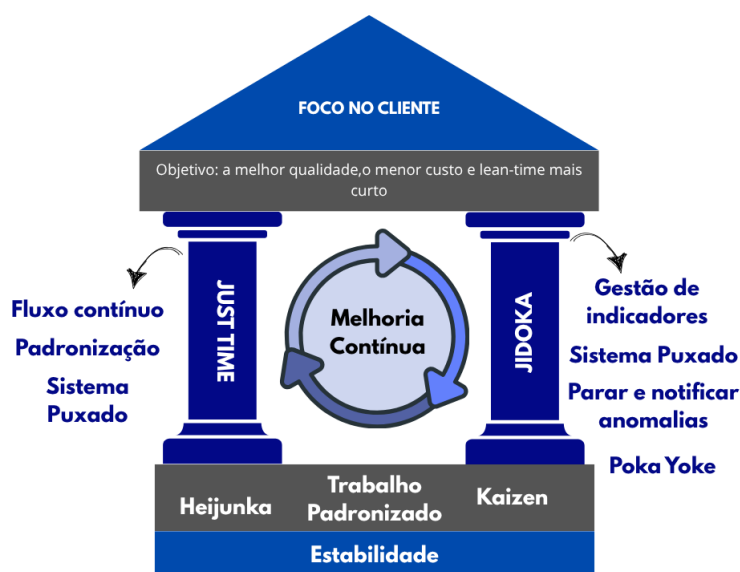 FOCO NO CLIENTE
Objetivo: a melhor qualidade,o menor custo e lean-time mais
curto
JUST TIME
Fluxo contínuo
Padronização
Sistema
Puxado
Melhoria
Contínua
JIDOKA
Gestão de
indicadores
Sistema Puxado
Parar e notificar
anomalias
Poka Yoke
Heijunka
Trabalho
Padronizado
Kaizen
Estabilidade